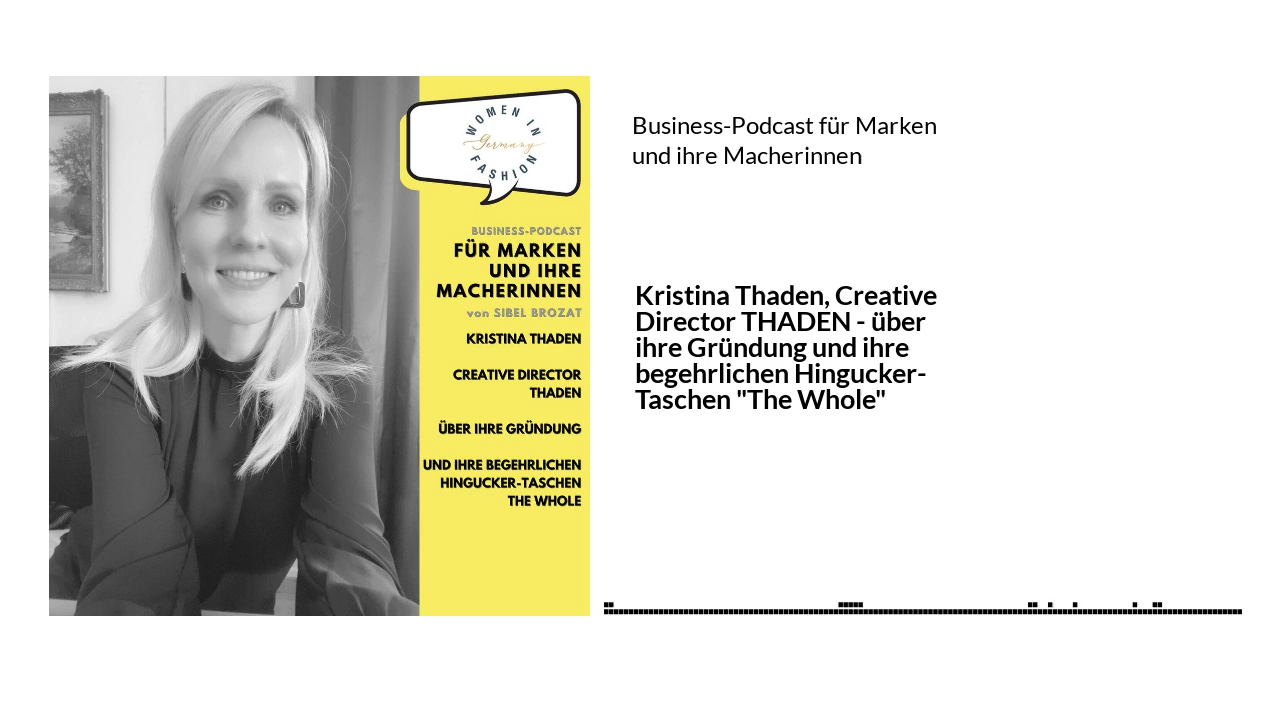 WOMEN IN
Germany
FASHION
BUSINESS-PODCAST
FÜR MARKEN
UND IHRE
MACHERINNEN
von SIBEL BROZAT
KRISTINA THADEN
CREATIVE DIRECTOR
THADEN
ÜBER IHRE GRÜNDUNG
UND IHRE BEGEHRLICHEN
HINGUCKER-TASCHEN
THE WHOLE
Business-Podcast für Marken
und ihre Macherinnen
Kristina Thaden, Creative
Director THADEN - über
ihre Gründung und ihre
begehrlichen Hingucker-
Taschen "The Whole"